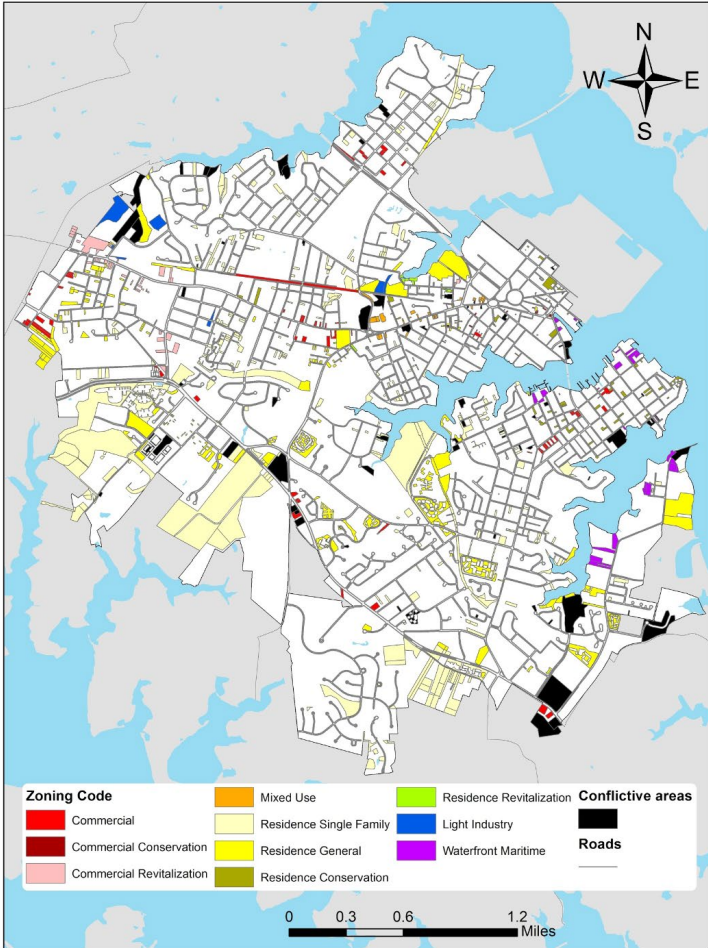 N
W E
S
Zoning Code
Commercial
Commercial Conservation
Commercial Revitalization
Mixed Use
Residence Single Family
Residence General
Residence Conservation
Residence Revitalization
Light Industry
Waterfront Maritime
Conflictive areas
Roads
0 0.3 0.6 1.2
Miles